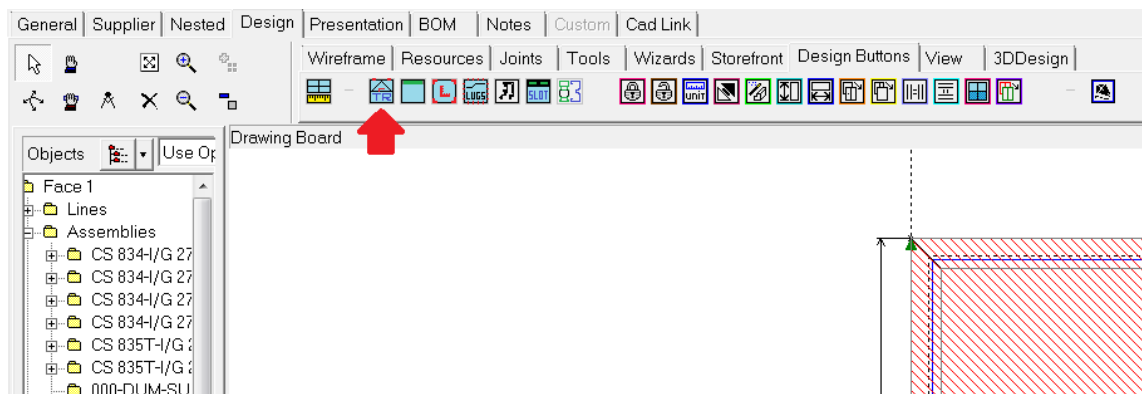 General Supplier Nested Design Presentation BOM Notes Custom Cad Link
Wireframe Resources Joints Tools Wizards Storefront Design Buttons View 3DDesign
TR L LUGS SLOT unit
Drawing Board
Objects Use Op
Face 1
Lines
Assemblies
CS 834-I/G 27
CS 834-I/G 27
CS 834-I/G 27
CS 834-I/G 27
CS 835T-I/G 2
CS 835T-I/G 2
000-DUM-SU